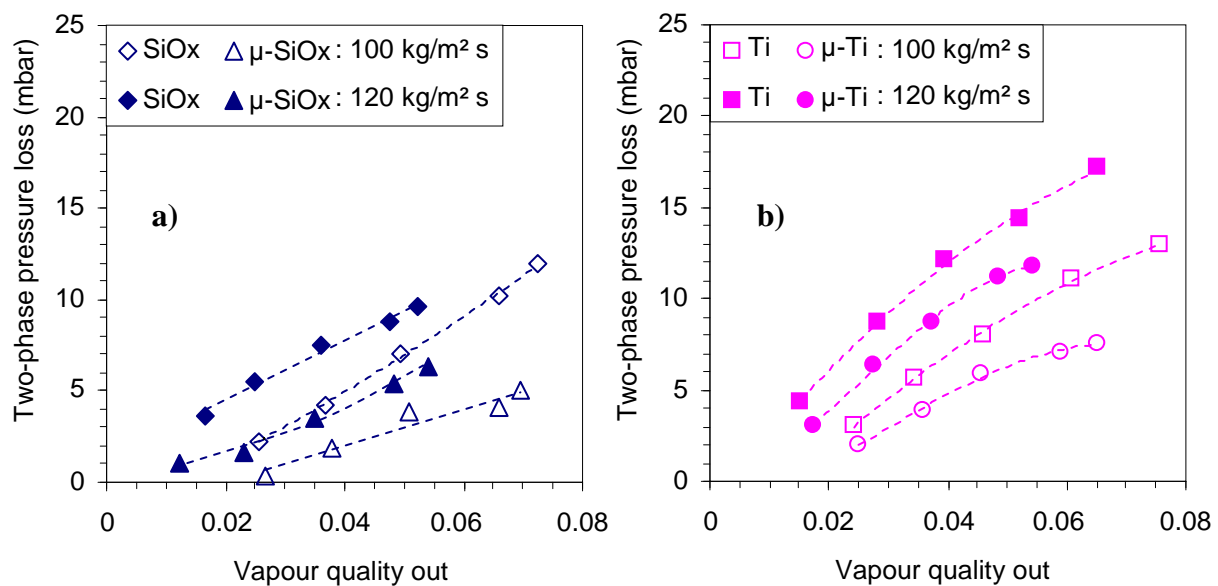 Two-phase pressure loss (mbar)
25
20
15
10
5
0
SiOx μ-SiOx : 100 kg/m² s
SiOx μ-SiOx : 120 kg/m² s
a)
0 0.02 0.04 0.06 0.08
Vapour quality out
Two-phase pressure loss (mbar)
25
20
15
10
5
0
Ti μ-Ti : 100 kg/m² s
Ti μ-Ti : 120 kg/m² s
b)
0 0.02 0.04 0.06 0.08
Vapour quality out